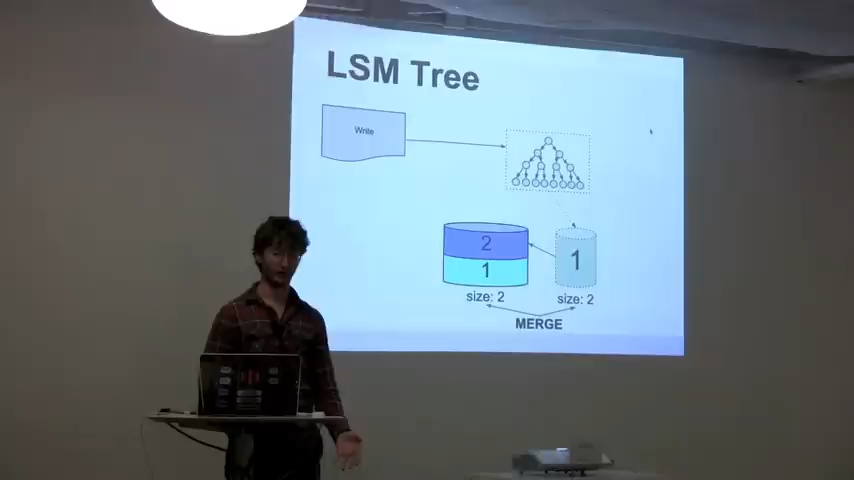 LSM Tree
Write
2
1
1
size: 2
size: 2
MERGE